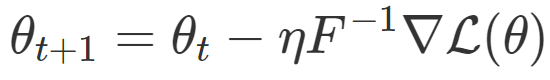 θ_{t+1} = θ_t − ηF^{−1}∇ℒ(θ)